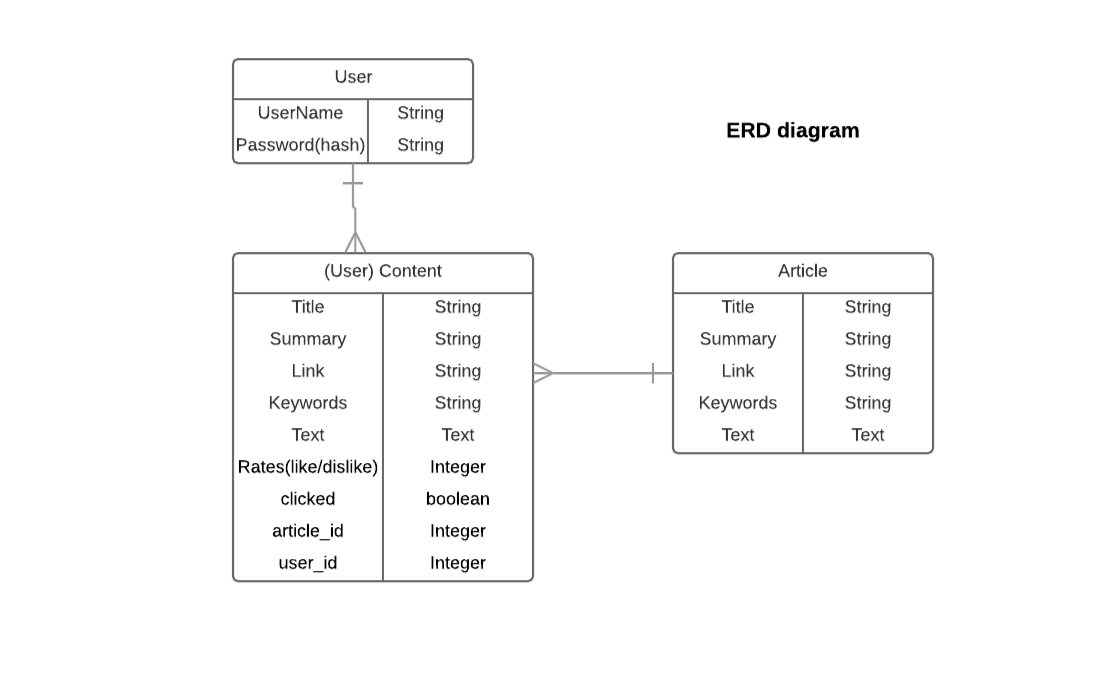 User
UserName String
Password(hash) String
ERD diagram
(User) Content
Title String
Summary String
Link String
Keywords String
Text Text
Rates(like/dislike) Integer
clicked boolean
article_id Integer
user_id Integer
Article
Title String
Summary String
Link String
Keywords String
Text Text